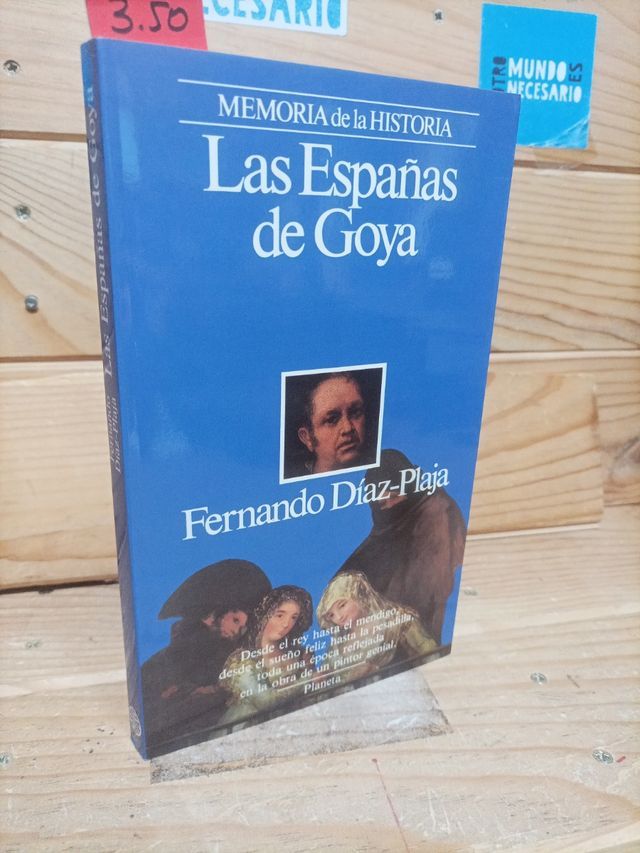 3.50
NECESARIO
OTRO
MUNDO
ES
NECESARIO
MEMORIA de la HISTORIA
Las Españas
de Goya
Fernando Díaz-Plaja
Desde el rey hasta el mendigo,
desde el sueño feliz hasta la pesadilla,
toda una época reflejada
en la obra de un pintor genial.
Planeta
Las Españas de Goya
Fernando
Díaz-Plaja